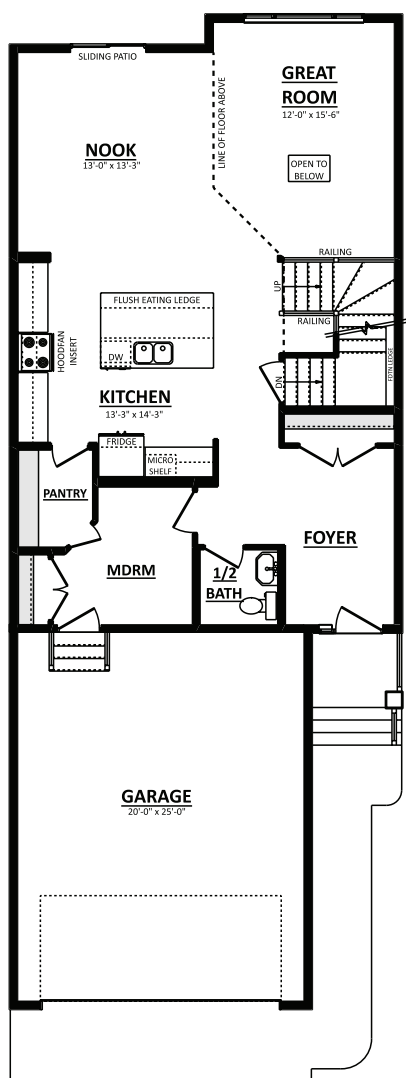 SLIDING PATIO
GREAT
ROOM
12'-0" x 15'-6"
LINE OF FLOOR ABOVE
NOOK
13'-0" x 13'-3"
OPEN TO
BELOW
RAILING
UP
FLUSH EATING LEDGE
RAILING
HOODFAN
INSERT
DW
FDTN LEDGE
DN
KITCHEN
13'-3" x 14'-3"
FRIDGE
MICRO
SHELF
PANTRY
FOYER
MDRM
1/2
BATH
GARAGE
20'-0" x 25'-0"